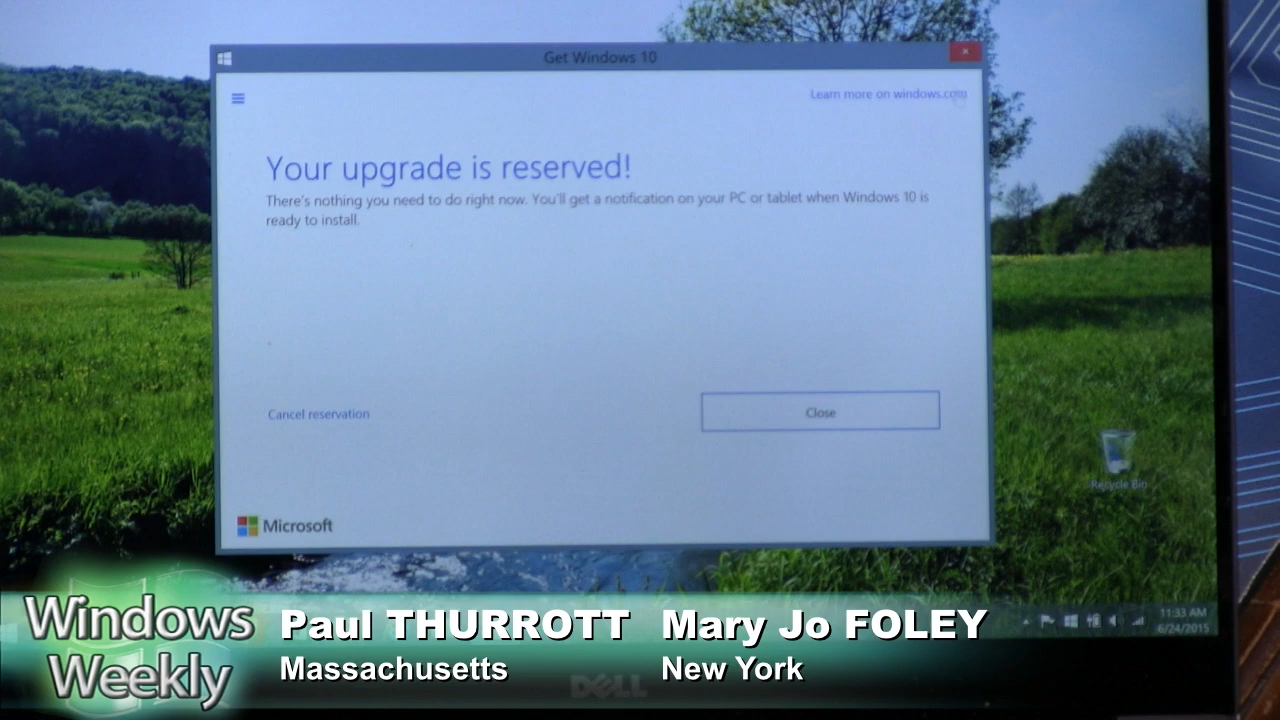 Get Windows 10
Learn more on windows.com
Your upgrade is reserved!
There's nothing you need to do right now. You'll get a notification on your PC or tablet when Windows 10 is
ready to install.
Cancel reservation
Close
Microsoft
Recycle Bin
11:33 AM
6/24/2015
Windows
Weekly
Paul THURROTT
Massachusetts
Mary Jo FOLEY
New York
DELL